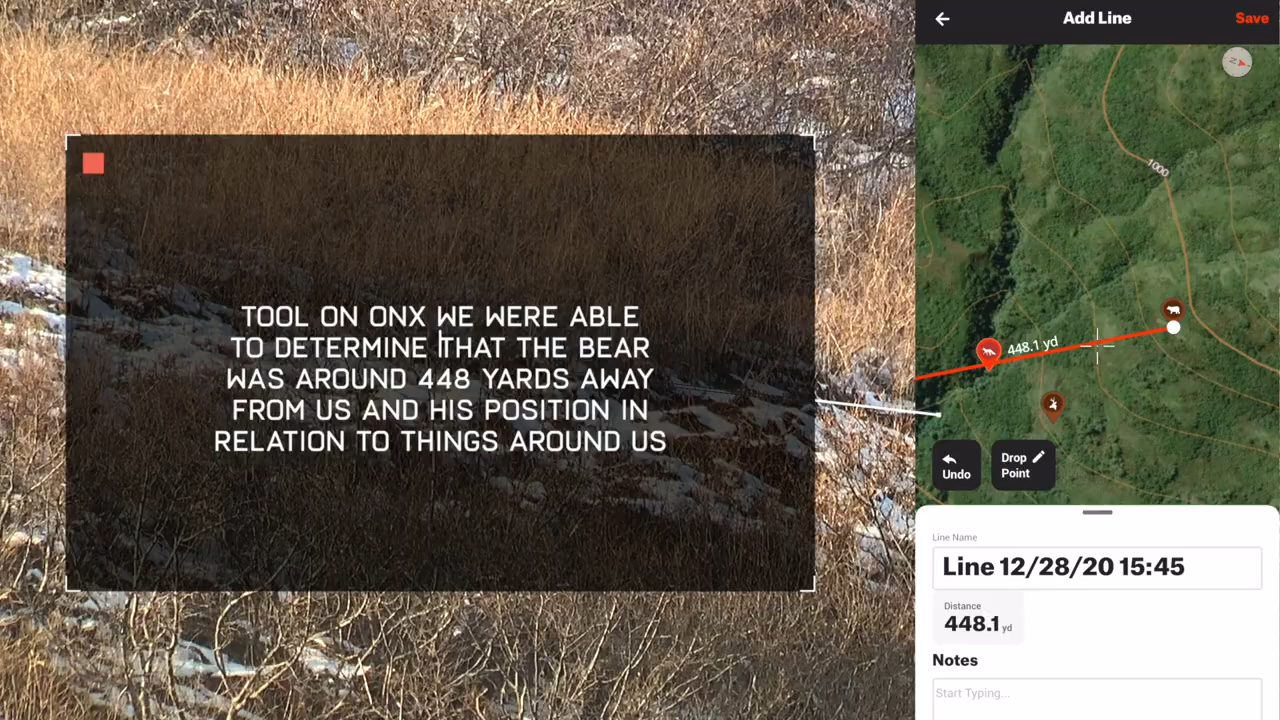 TOOL ON ONX WE WERE ABLE
TO DETERMINE THAT THE BEAR
WAS AROUND 448 YARDS AWAY
FROM US AND HIS POSITION IN
RELATION TO THINGS AROUND US
Add Line
Save
N
1000
448.1 yd
Undo
Drop
Point
Line Name
Line 12/28/20 15:45
Distance
448.1 yd
Notes
Start Typing...